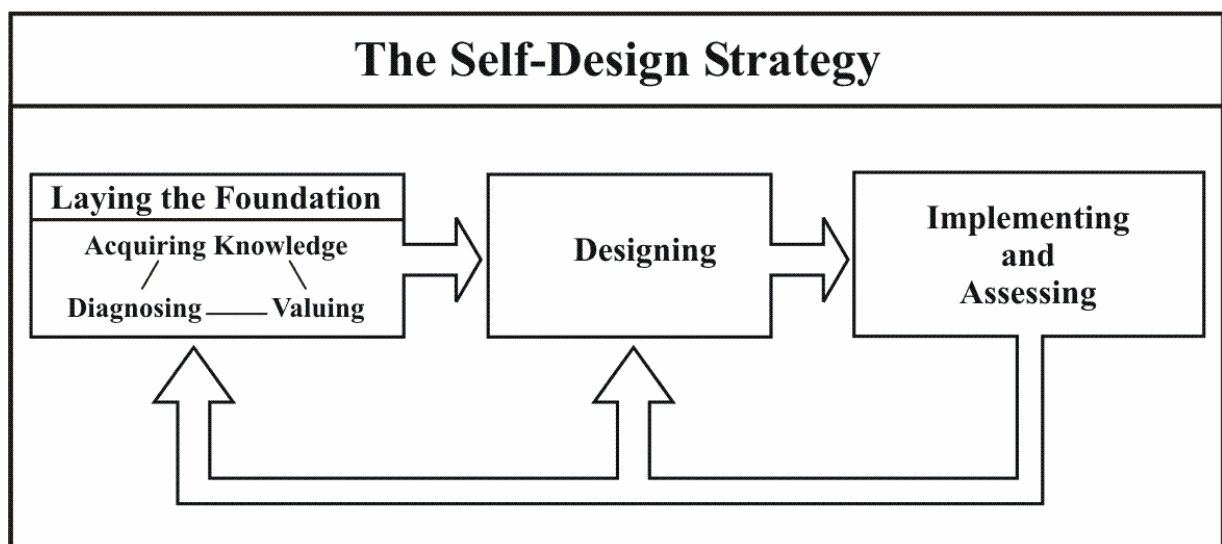 The Self-Design Strategy
Laying the Foundation
Acquiring Knowledge
Diagnosing
Valuing
Designing
Implementing
and
Assessing